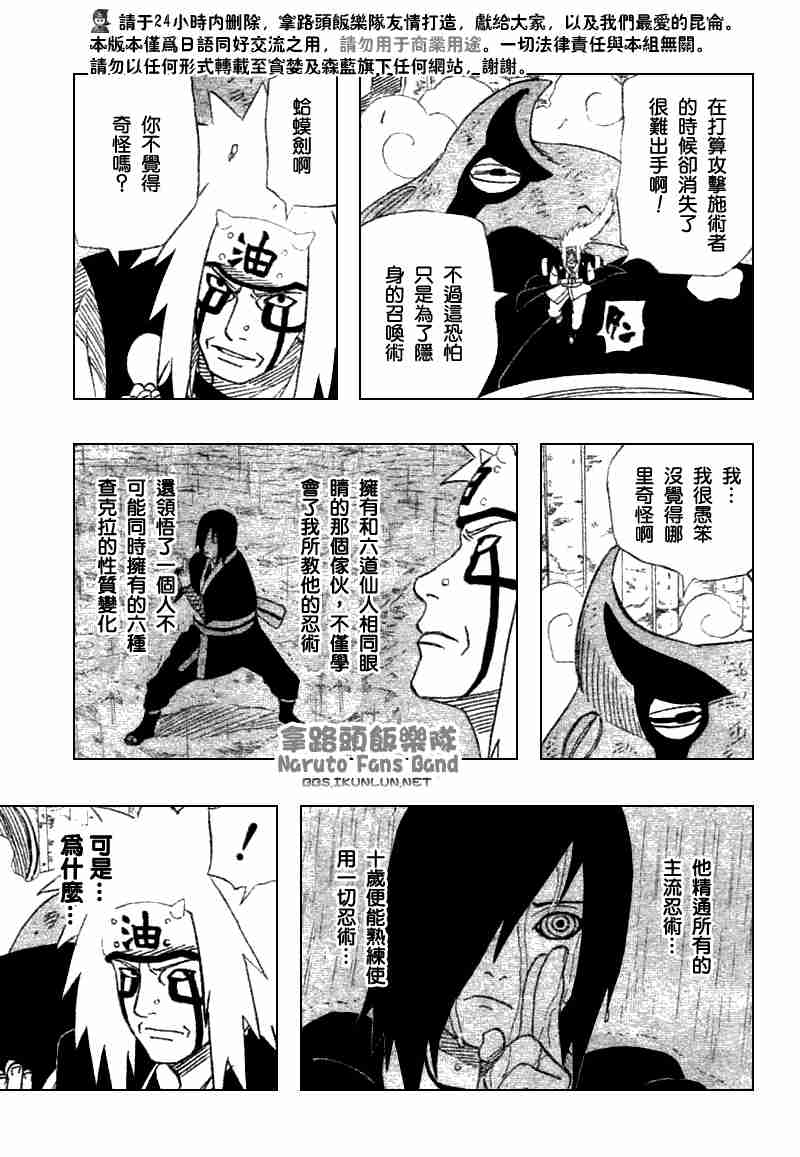 請于24小時内删除，拿路頭飯樂隊友情打造，獻給大家，以及我們最愛的昆侖。
本版本僅爲日語同好交流之用，請勿用于商業用途。一切法律責任與本組無關。
請勿以任何形式轉載至貪婪及森藍旗下任何網站，謝謝。
在打算攻擊施術者
的時候卻消失了
很難出手啊！
不過這恐怕
只是為了隱
身的召喚術
蛤蟆劍啊
你不覺得
奇怪嗎？
油
我…
我很愚笨
沒覺得哪
里奇怪啊
擁有和六道仙人相同眼
睛的那個傢伙，不僅學
會了我所教他的忍術
還領悟了一個人不
可能同時擁有的六種
查克拉的性質變化
拿路頭飯樂隊
Naruto Fans Band
BBS.IKUNLUN.NET
他精通所有的
主流忍術…
十歲便能熟練使
用一切忍術…
！
可是…
爲什麼…
油